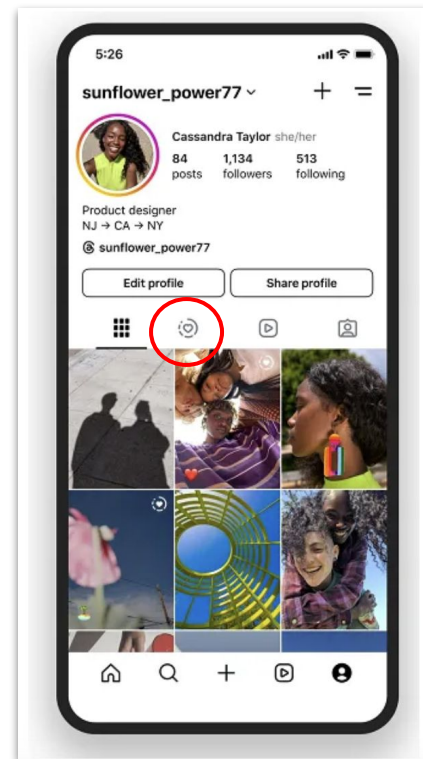 5:26
sunflower_power77
Cassandra Taylor she/her
84 1,134 513
posts followers following
Product designer
NJ → CA → NY
sunflower_power77
Edit profile Share profile